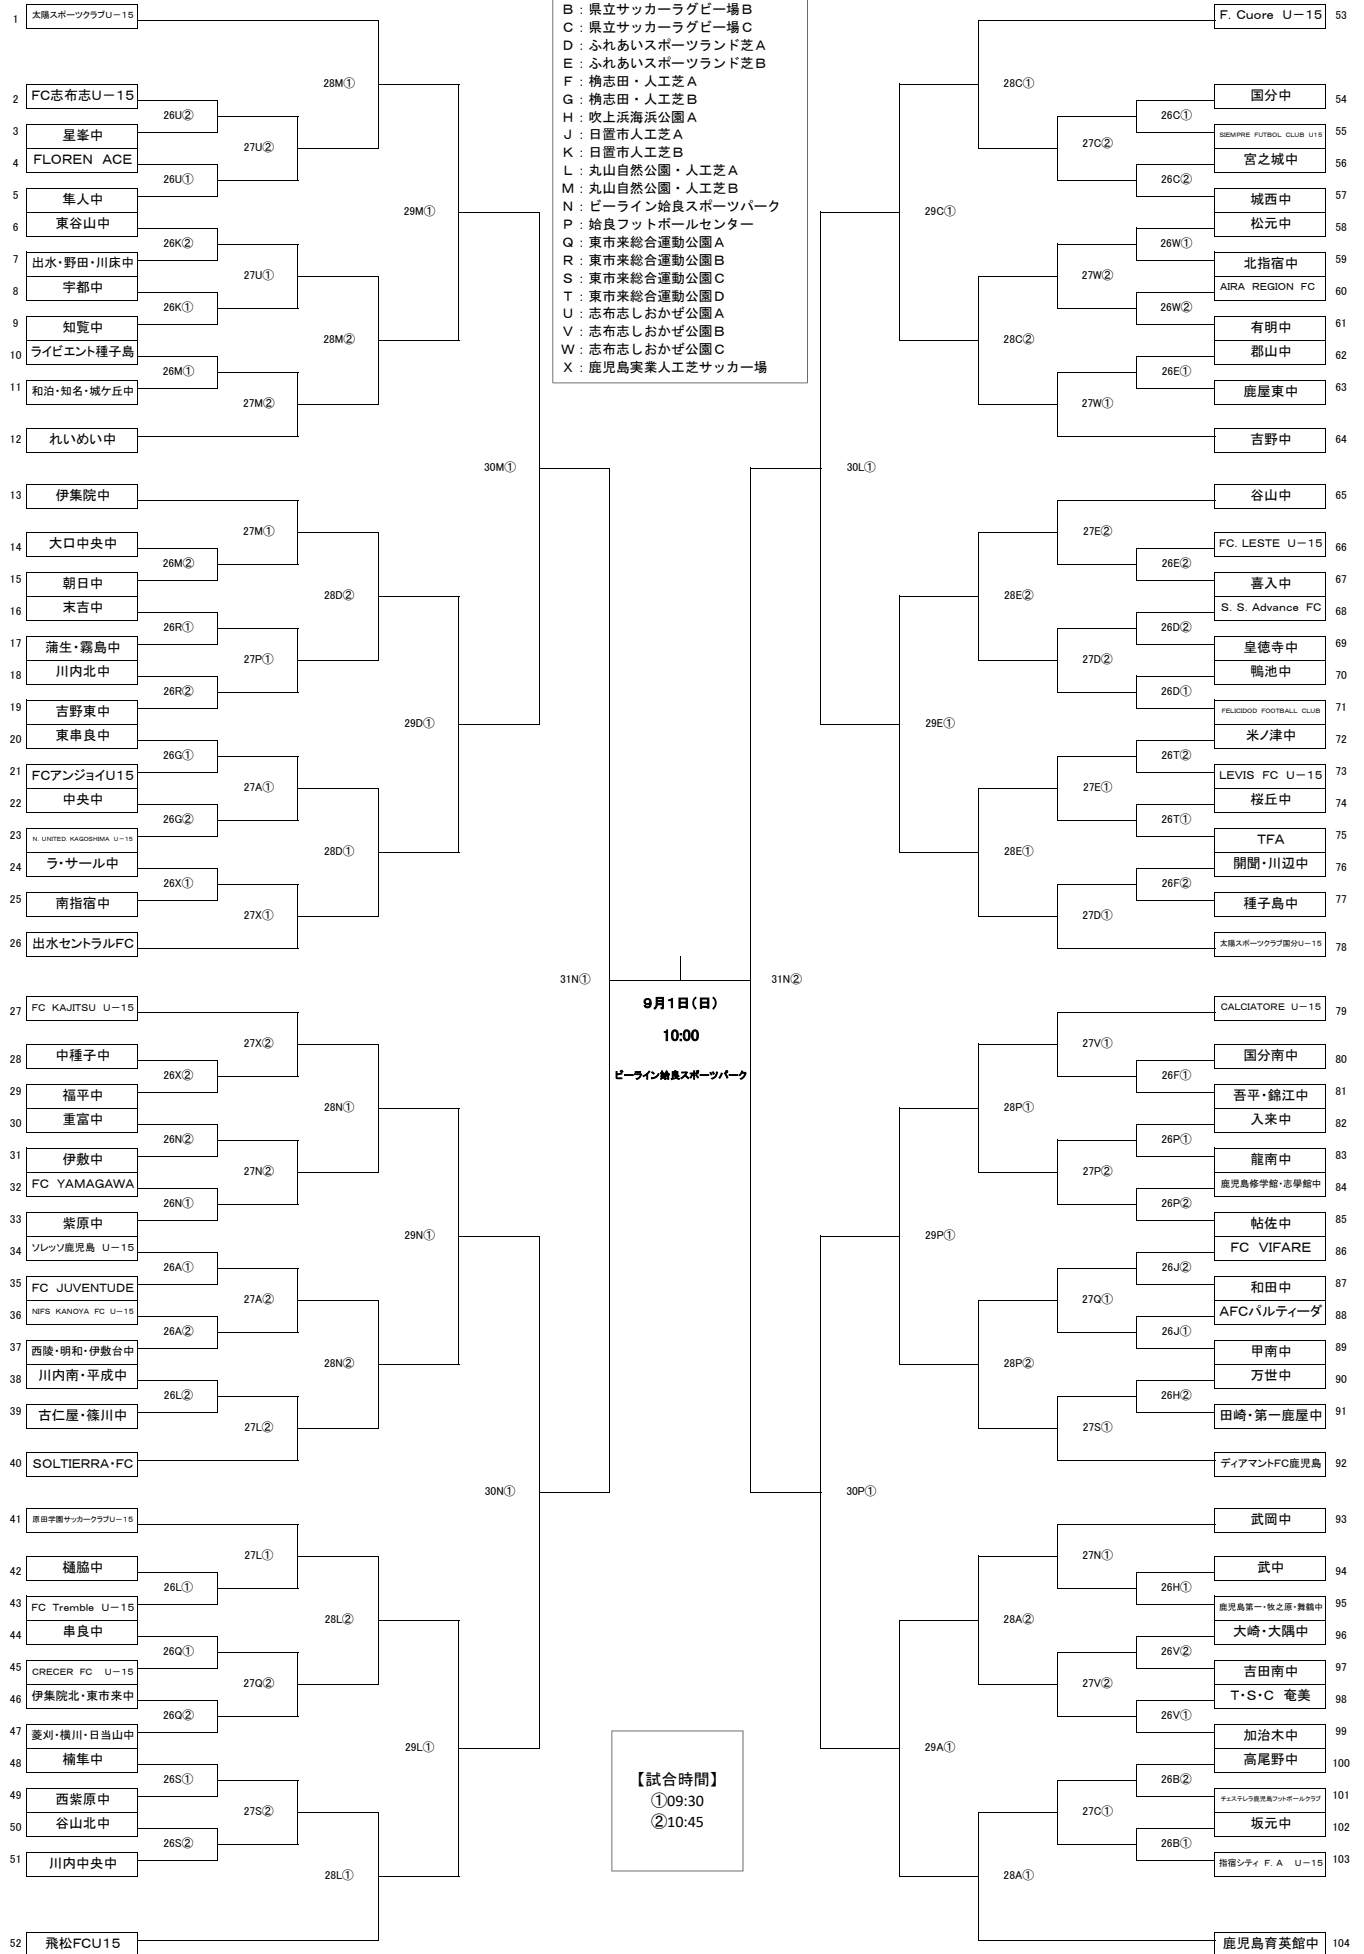 B：県立サッカーラグビー場B
C：県立サッカーラグビー場C
D：ふれあいスポーツランド芝A
E：ふれあいスポーツランド芝B
F：桷志田・人工芝A
G：桷志田・人工芝B
H：吹上浜海浜公園A
J：日置市人工芝A
K：日置市人工芝B
L：丸山自然公園・人工芝A
M：丸山自然公園・人工芝B
N：ビーライン姶良スポーツパーク
P：姶良フットボールセンター
Q：東市来総合運動公園A
R：東市来総合運動公園B
S：東市来総合運動公園C
T：東市来総合運動公園D
U：志布志しおかぜ公園A
V：志布志しおかぜ公園B
W：志布志しおかぜ公園C
X：鹿児島実業人工芝サッカー場
1 太陽スポーツクラブU－15
2 FC志布志U－15
3 星峯中
4 FLOREN ACE
5 隼人中
6 東谷山中
7 出水・野田・川床中
8 宇都中
9 知覧中
10 ライビエント種子島
11 和泊・知名・城ケ丘中
12 れいめい中
13 伊集院中
14 大口中央中
15 朝日中
16 末吉中
17 蒲生・霧島中
18 川内北中
19 吉野東中
20 東串良中
21 FCアンジョイU15
22 中央中
23 N. UNITED. KAGOSHIMA U－15
24 ラ・サール中
25 南指宿中
26 出水セントラルFC
27 FC KAJITSU U－15
28 中種子中
29 福平中
30 重富中
31 伊敷中
32 FC YAMAGAWA
33 紫原中
34 ソレッソ鹿児島 U－15
35 FC JUVENTUDE
36 NIFS KANOYA FC U－15
37 西陵・明和・伊敷台中
38 川内南・平成中
39 古仁屋・篠川中
40 SOLTIERRA・FC
41 原田学園サッカークラブU－15
42 樋脇中
43 FC Tremble U－15
44 串良中
45 CRECER FC U－15
46 伊集院北・東市来中
47 菱刈・横川・日当山中
48 楠隼中
49 西紫原中
50 谷山北中
51 川内中央中
52 飛松FCU15
26U②
26U①
26K②
26K①
26M①
26M②
26R①
26R②
26G①
26G②
26X①
26X②
26N②
26N①
26A①
26A②
26L②
26L①
26Q①
26Q②
26S①
26S②
27U②
27U①
27M②
27M①
27P①
27A①
27X①
27X②
27N②
27A②
27L②
27L①
27Q②
27S②
28M①
28M②
28D②
28D①
28N①
28N②
28L②
28L①
29M①
29D①
29N①
29L①
30M①
30N①
31N①
9月1日（日）
10:00
ビーライン姶良スポーツパーク
【試合時間】
①09:30
②10:45
31N②
30L①
30P①
29C①
29E①
29P①
29A①
28C①
28C②
28E②
28E①
28P①
28P②
28A②
28A①
27C②
27W②
27W①
27E②
27D②
27E①
27D①
27V①
27P②
27Q①
27S①
27N①
27V②
27C①
26C①
26C②
26W①
26W②
26E①
26E②
26D②
26D①
26T②
26T①
26F②
26F①
26P①
26P②
26J②
26J①
26H②
26H①
26V②
26V①
26B②
26B①
F. Cuore U－15 53
国分中 54
SIEMPRE FUTBOL CLUB U15 55
宮之城中 56
城西中 57
松元中 58
北指宿中 59
AIRA REGION FC 60
有明中 61
郡山中 62
鹿屋東中 63
吉野中 64
谷山中 65
FC. LESTE U－15 66
喜入中 67
S. S. Advance FC 68
皇徳寺中 69
鴨池中 70
FELICIDOD FOOTBALL CLUB 71
米ノ津中 72
LEVIS FC U－15 73
桜丘中 74
TFA 75
開聞・川辺中 76
種子島中 77
太陽スポーツクラブ国分U－15 78
CALCIATORE U－15 79
国分南中 80
吾平・錦江中 81
入来中 82
龍南中 83
鹿児島修学館・志學館中 84
帖佐中 85
FC VIFARE 86
和田中 87
AFCパルティーダ 88
甲南中 89
万世中 90
田崎・第一鹿屋中 91
ディアマントFC鹿児島 92
武岡中 93
武中 94
鹿児島第一・牧之原・舞鶴中 95
大崎・大隅中 96
吉田南中 97
T・S・C 奄美 98
加治木中 99
高尾野中 100
チェステレラ鹿児島フットボールクラブ 101
坂元中 102
指宿シティ F. A U－15 103
鹿児島育英館中 104